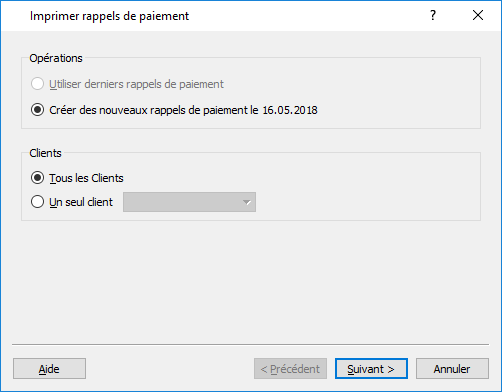 Imprimer rappels de paiement
?
Opérations
Utiliser derniers rappels de paiement
Créer des nouveaux rappels de paiement le 16.05.2018
Clients
Tous les Clients
Un seul client
Aide
< Précédent
Suivant >
Annuler